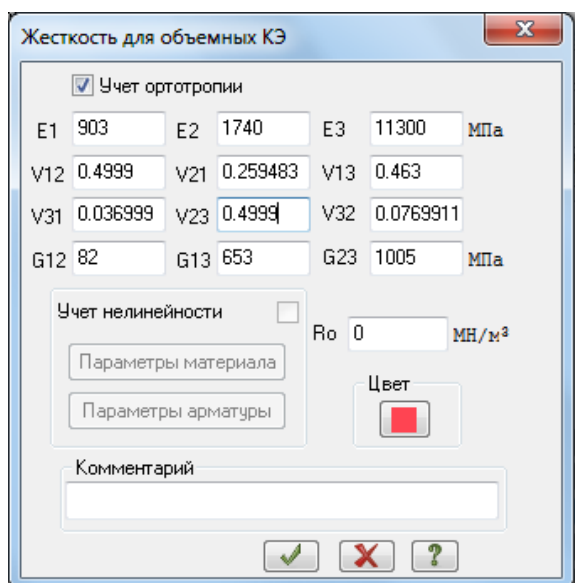 Жесткость для объемных КЭ
Учет ортотропии
E1 903 E2 1740 E3 11300 МПа
V12 0.4999 V21 0.259483 V13 0.463
V31 0.036999 V23 0.4999 V32 0.0769911
G12 82 G13 653 G23 1005 МПа
Учет нелинейности
Ro 0 МН/м³
Параметры материала
Цвет
Параметры арматуры
Комментарий
?